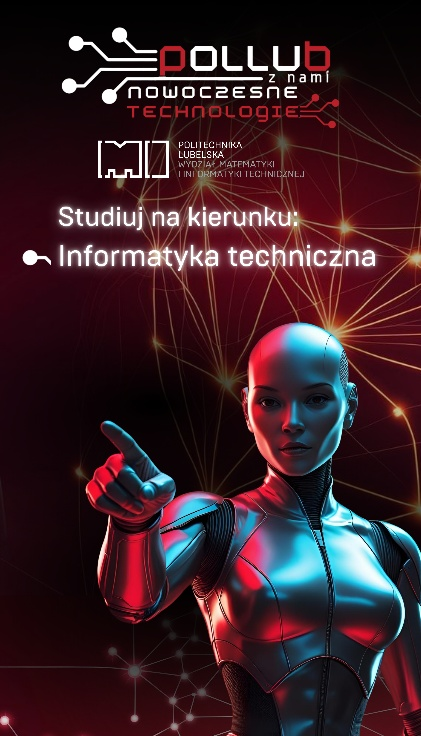 pollub
z nami
NOWOCZESNE
TECHNOLOGIE
POLITECHNIKA
LUBELSKA
WYDZIAŁ MATEMATYKI
I INFORMATYKI TECHNICZNEJ
Studiuj na kierunku:
Informatyka techniczna